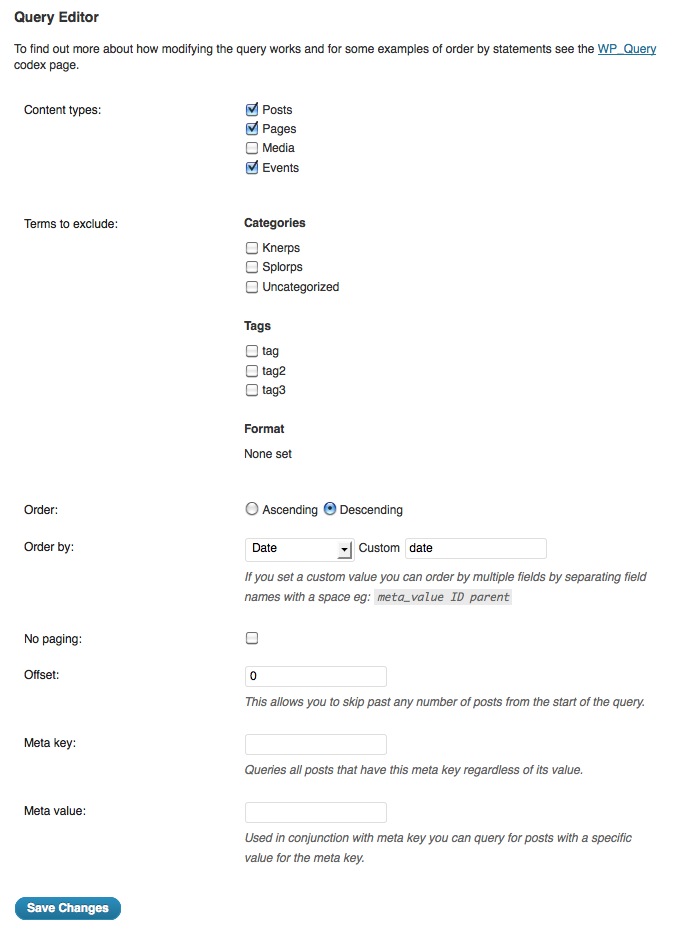 Query Editor
To find out more about how modifying the query works and for some examples of order by statements see the WP_Query
codex page.
Content types:
Posts
Pages
Media
Events
Terms to exclude:
Categories
Knerps
Splorps
Uncategorized
Tags
tag
tag2
tag3
Format
None set
Order:
Ascending Descending
Order by:
Date Custom date
If you set a custom value you can order by multiple fields by separating field
names with a space eg: meta_value ID parent
No paging:
Offset:
0
This allows you to skip past any number of posts from the start of the query.
Meta key:
Queries all posts that have this meta key regardless of its value.
Meta value:
Used in conjunction with meta key you can query for posts with a specific
value for the meta key.
Save Changes